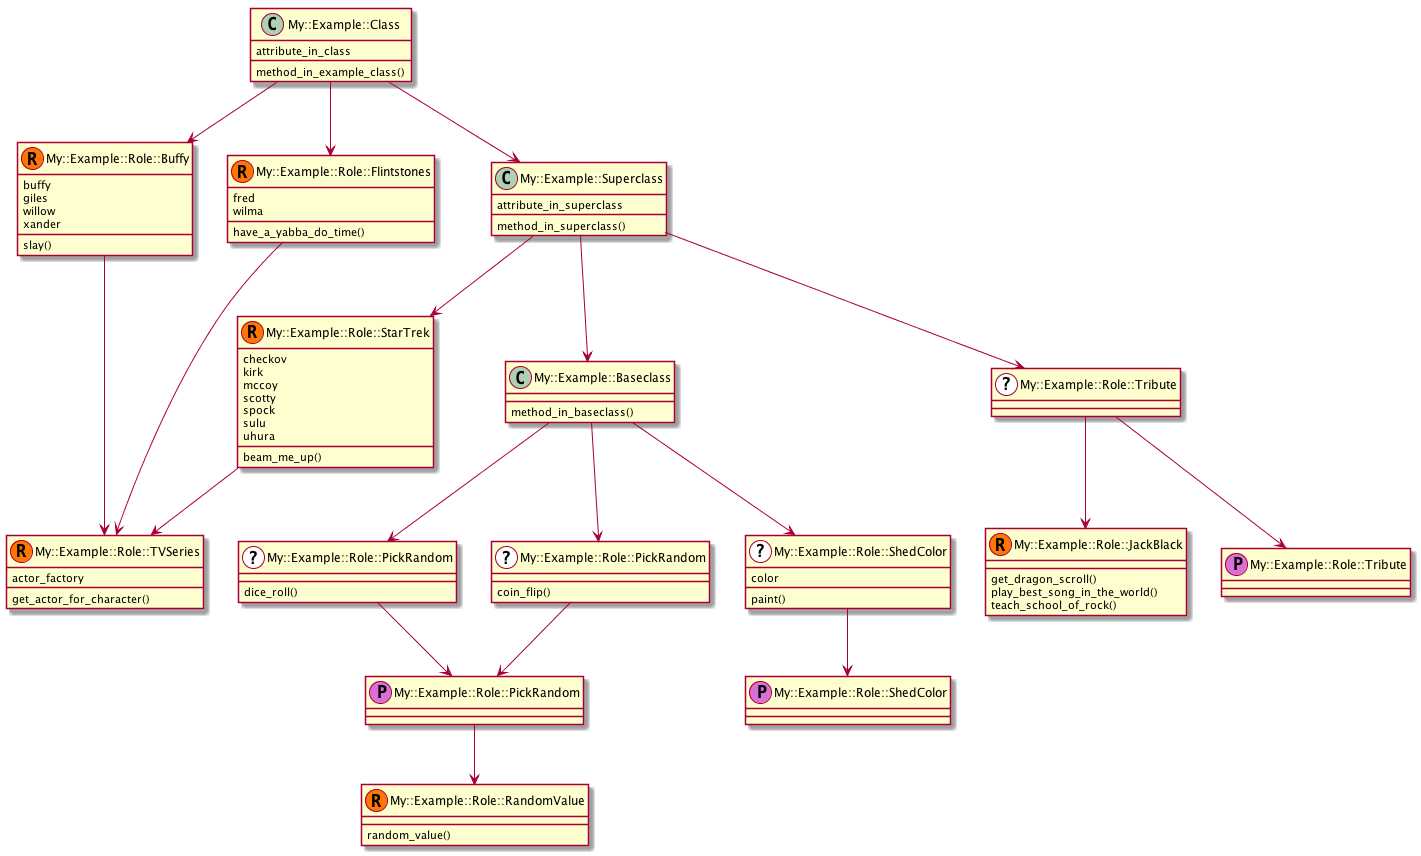 C My::Example::Class
attribute_in_class
method_in_example_class()
R My::Example::Role::Buffy
buffy
giles
willow
xander
slay()
R My::Example::Role::Flintstones
fred
wilma
have_a_yabba_do_time()
C My::Example::Superclass
attribute_in_superclass
method_in_superclass()
R My::Example::Role::StarTrek
checkov
kirk
mccoy
scotty
spock
sulu
uhura
beam_me_up()
C My::Example::Baseclass
method_in_baseclass()
? My::Example::Role::Tribute
R My::Example::Role::TVSeries
actor_factory
get_actor_for_character()
? My::Example::Role::PickRandom
dice_roll()
? My::Example::Role::PickRandom
coin_flip()
? My::Example::Role::ShedColor
color
paint()
R My::Example::Role::JackBlack
get_dragon_scroll()
play_best_song_in_the_world()
teach_school_of_rock()
P My::Example::Role::Tribute
P My::Example::Role::PickRandom
P My::Example::Role::ShedColor
R My::Example::Role::RandomValue
random_value()